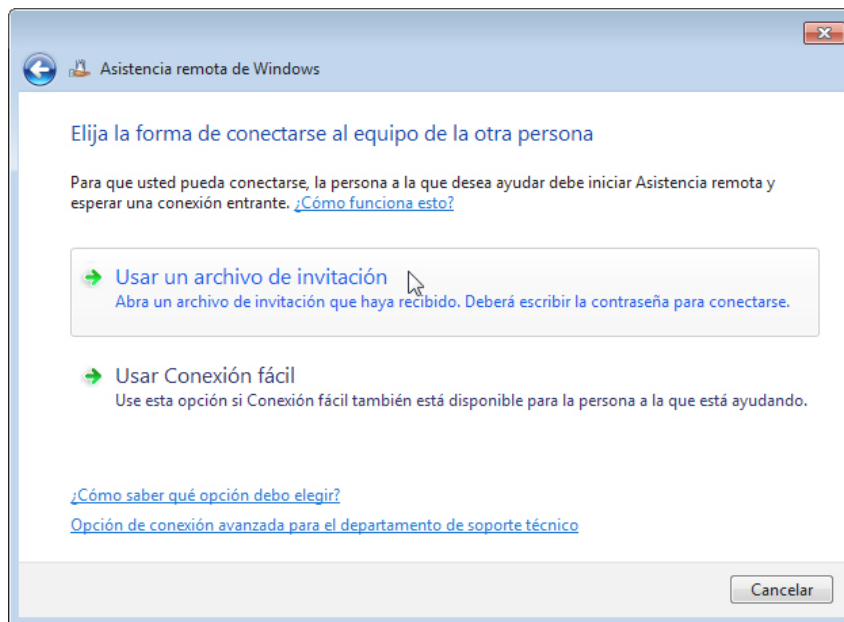 Asistencia remota de Windows
Elija la forma de conectarse al equipo de la otra persona
Para que usted pueda conectarse, la persona a la que desea ayudar debe iniciar Asistencia remota y
esperar una conexión entrante. ¿Cómo funciona esto?
Usar un archivo de invitación
Abra un archivo de invitación que haya recibido. Deberá escribir la contraseña para conectarse.
Usar Conexión fácil
Use esta opción si Conexión fácil también está disponible para la persona a la que está ayudando.
¿Cómo saber qué opción debo elegir?
Opción de conexión avanzada para el departamento de soporte técnico
Cancelar